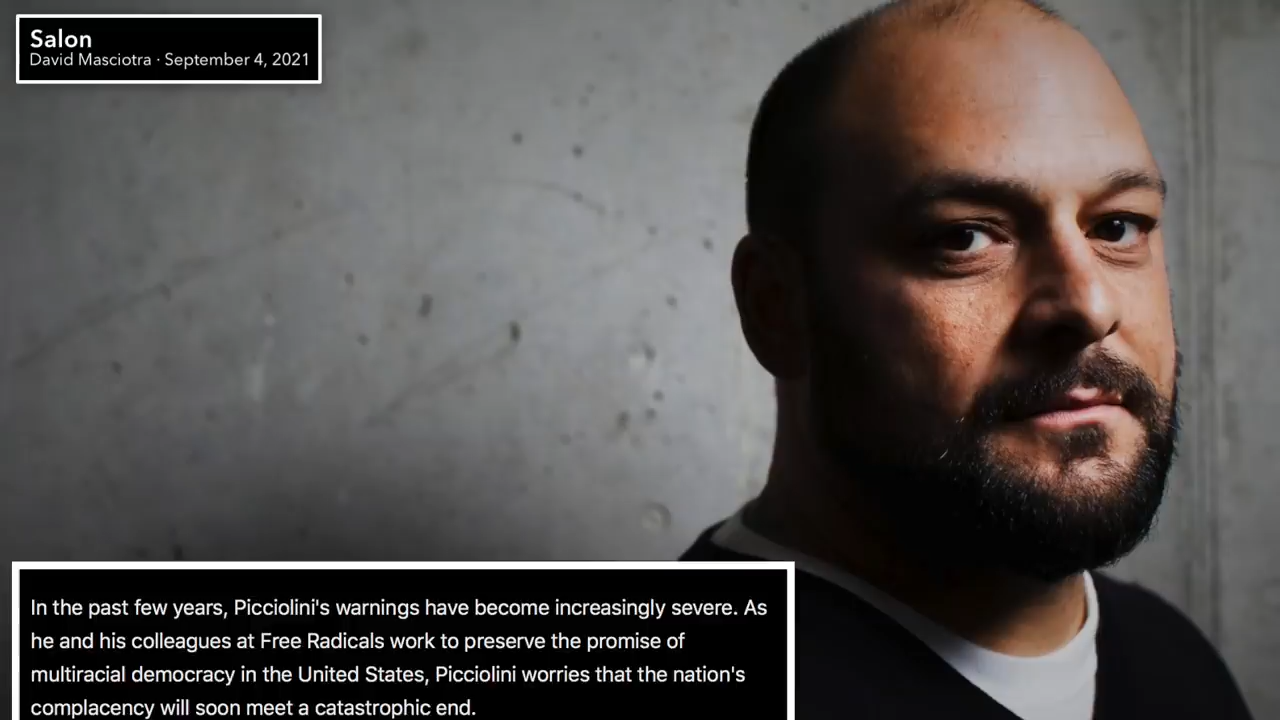 Salon
David Masciotra · September 4, 2021
In the past few years, Picciolini's warnings have become increasingly severe. As
he and his colleagues at Free Radicals work to preserve the promise of
multiracial democracy in the United States, Picciolini worries that the nation's
complacency will soon meet a catastrophic end.